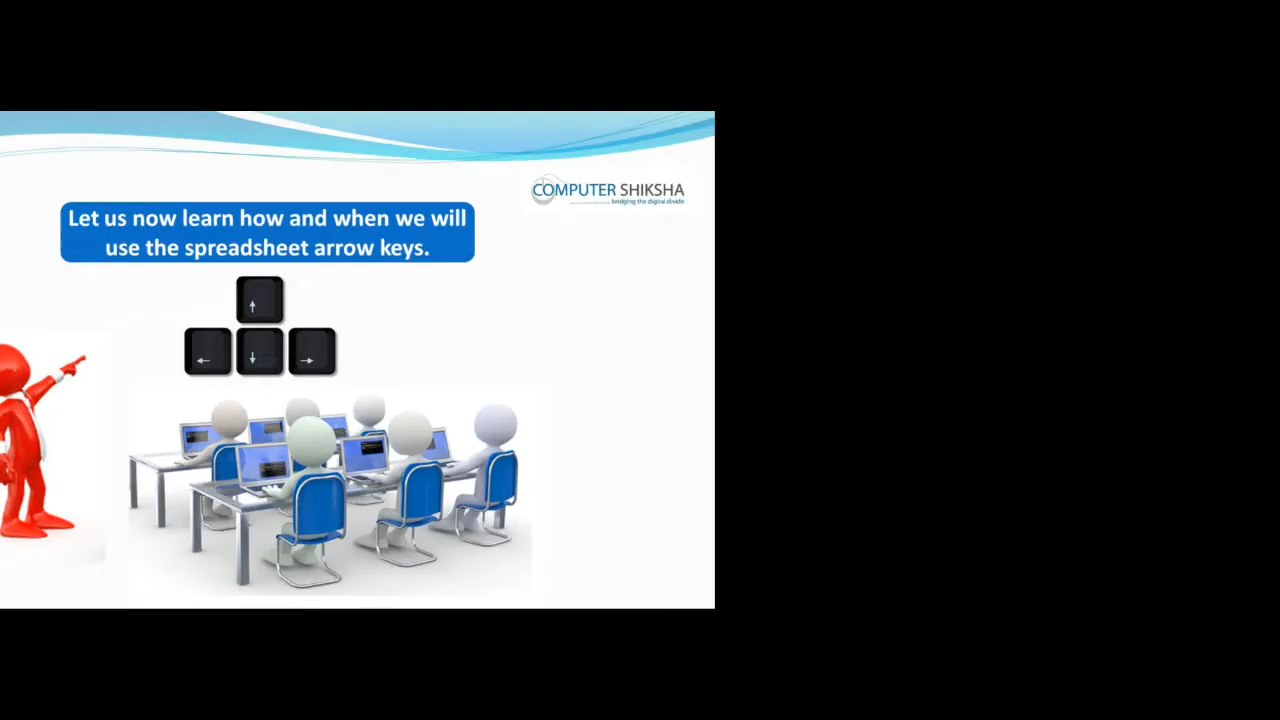 COMPUTER SHIKSHA
bridging the digital divide
Let us now learn how and when we will
use the spreadsheet arrow keys.